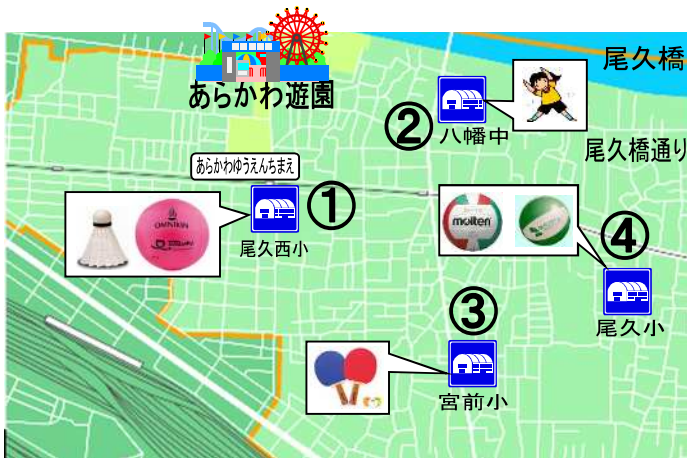 尾久橋
あらかわ遊園
②
八幡中
尾久橋通り
あらかわゆうえんちまえ
①
OMNIKIN
尾久西小
molten
④
尾久小
③
宮前小